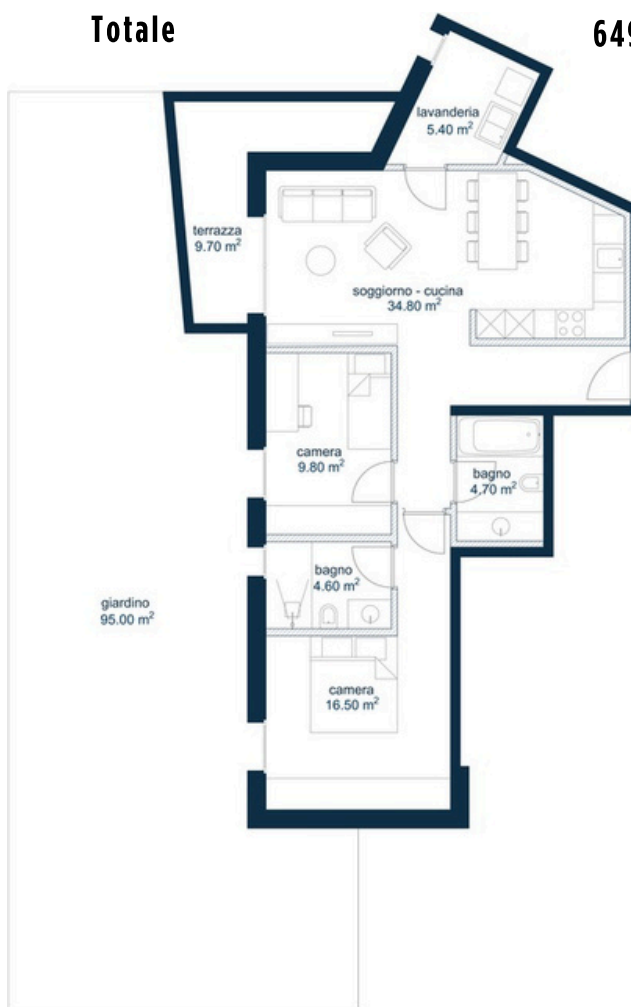 Totale 649
lavanderia
5.40 m²
terrazza
9.70 m²
soggiorno - cucina
34.80 m²
camera
9.80 m²
bagno
4.70 m²
bagno
4.60 m²
giardino
95.00 m²
camera
16.50 m²